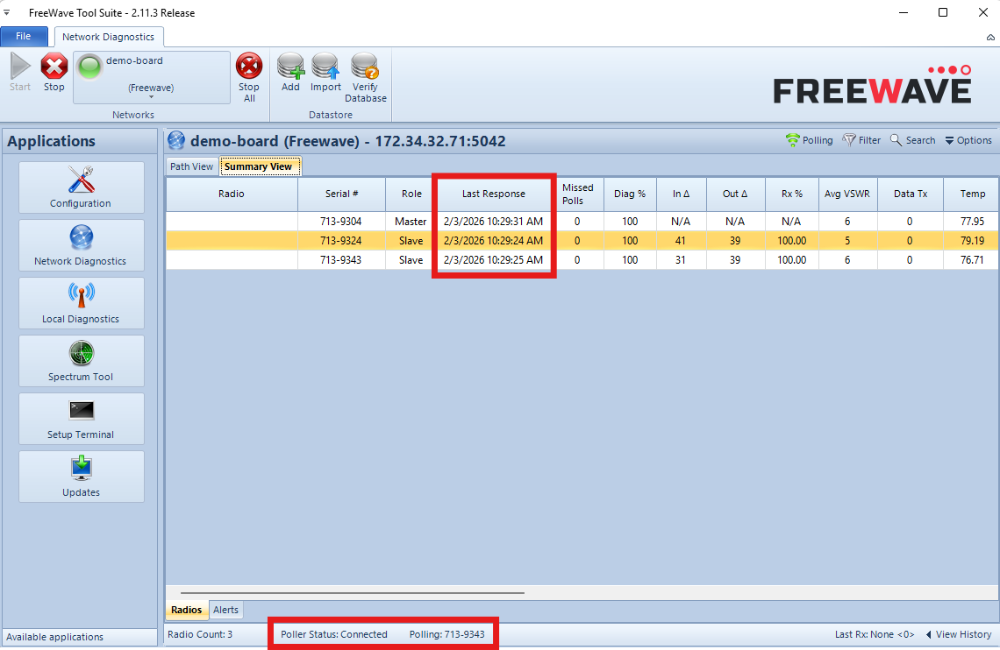 FreeWave Tool Suite - 2.11.3 Release
File Network Diagnostics
Start Stop demo-board (Freewave) Stop All Add Import Verify Database
Networks Datastore
FREEWAVE
Applications
Configuration
Network Diagnostics
Local Diagnostics
Spectrum Tool
Setup Terminal
Updates
Available applications
demo-board (Freewave) - 172.34.32.71:5042 Polling Filter Search Options
Path View Summary View
Radio Serial # Role Last Response Missed Polls Diag % In Δ Out Δ Rx % Avg VSWR Data Tx Temp
713-9304 Master 2/3/2026 10:29:31 AM 0 100 N/A N/A N/A 6 0 77.95
713-9324 Slave 2/3/2026 10:29:24 AM 0 100 41 39 100.00 5 0 79.19
713-9343 Slave 2/3/2026 10:29:25 AM 0 100 31 39 100.00 6 0 76.71
Radios Alerts
Radio Count: 3 Poller Status: Connected Polling: 713-9343 Last Rx: None <0> View History